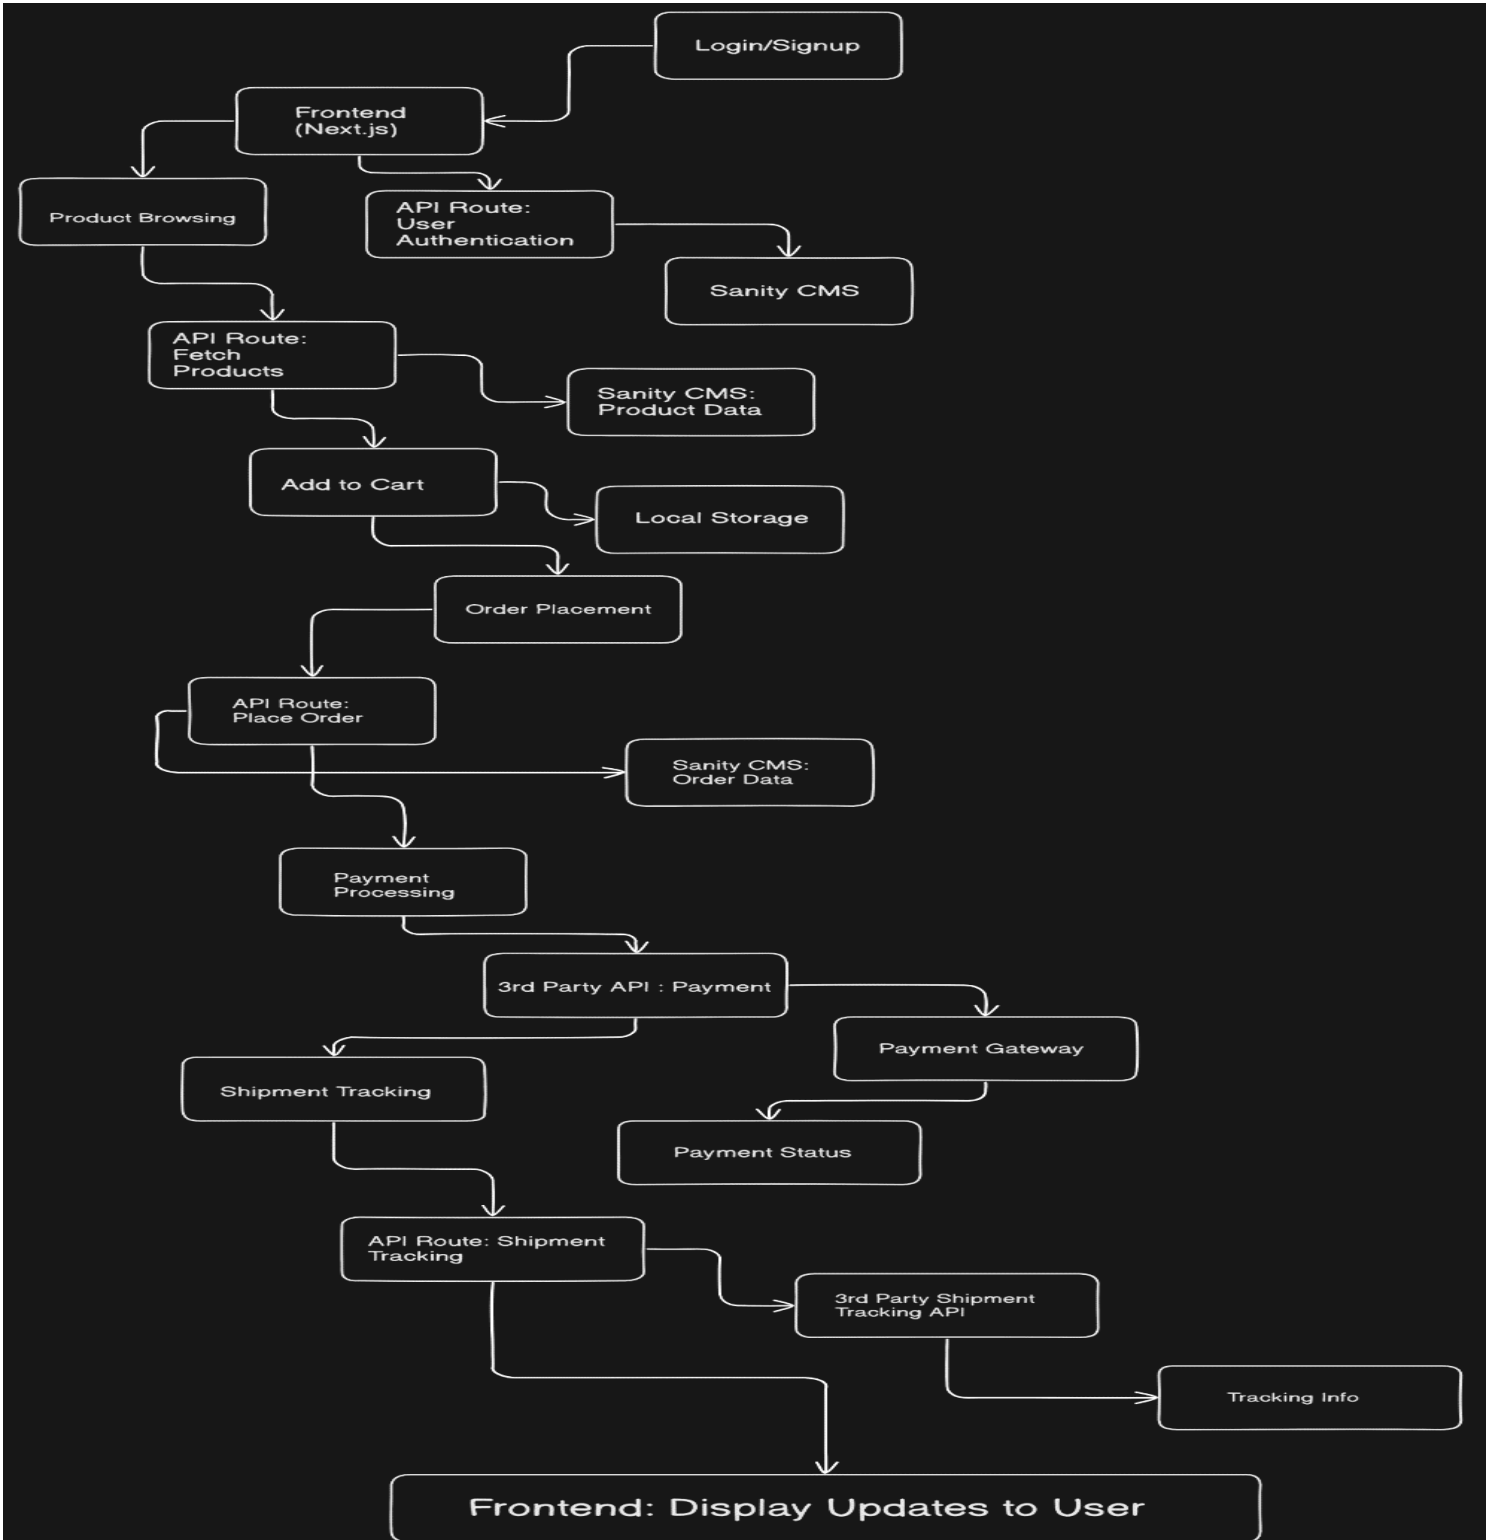 Login/Signup
Frontend
(Next.js)
Product Browsing
API Route:
User
Authentication
Sanity CMS
API Route:
Fetch
Products
Sanity CMS:
Product Data
Add to Cart
Local Storage
Order Placement
API Route:
Place Order
Sanity CMS:
Order Data
Payment
Processing
3rd Party API : Payment
Payment Gateway
Shipment Tracking
Payment Status
API Route: Shipment
Tracking
3rd Party Shipment
Tracking API
Tracking Info
Frontend: Display Updates to User